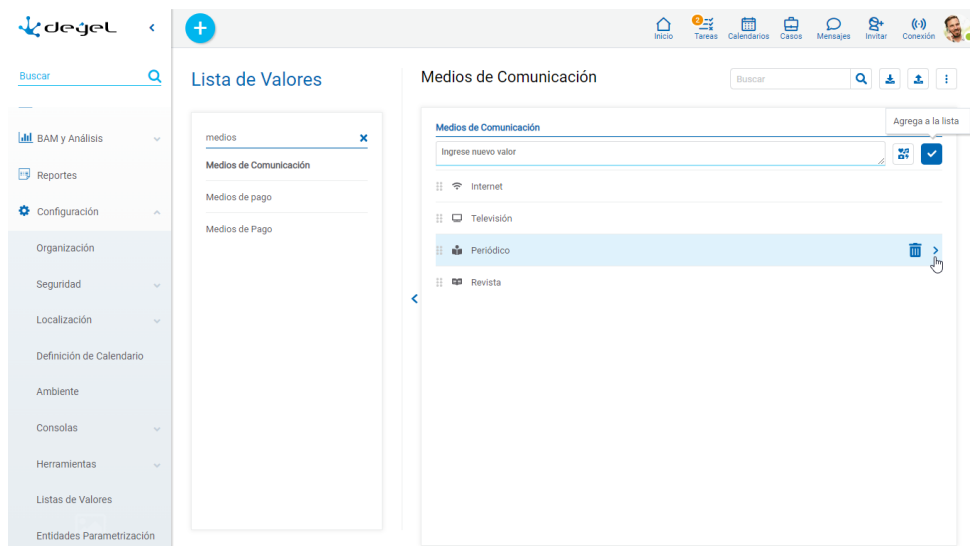 deyel
Inicio
2
Tareas
Calendarios
Casos
Mensajes
Invitar
Conexión
Buscar
BAM y Análisis
Reportes
Configuración
Organización
Seguridad
Localización
Definición de Calendario
Ambiente
Consolas
Herramientas
Listas de Valores
Entidades Parametrización
Lista de Valores
medios
Medios de Comunicación
Medios de pago
Medios de Pago
Medios de Comunicación
Buscar
Agrega a la lista
Medios de Comunicación
Ingrese nuevo valor
Internet
Televisión
Periódico
Revista